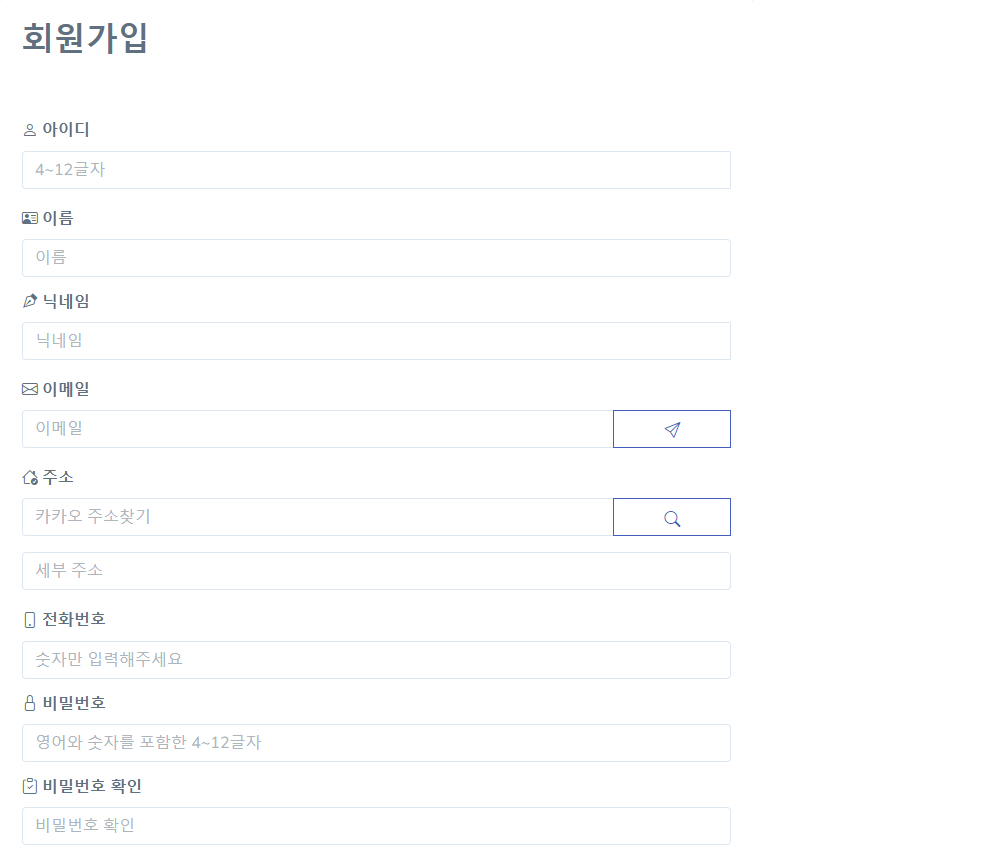 회원가입
아이디
4~12글자
이름
이름
닉네임
닉네임
이메일
이메일
주소
카카오 주소찾기
세부 주소
전화번호
숫자만 입력해주세요
비밀번호
영어와 숫자를 포함한 4~12글자
비밀번호 확인
비밀번호 확인